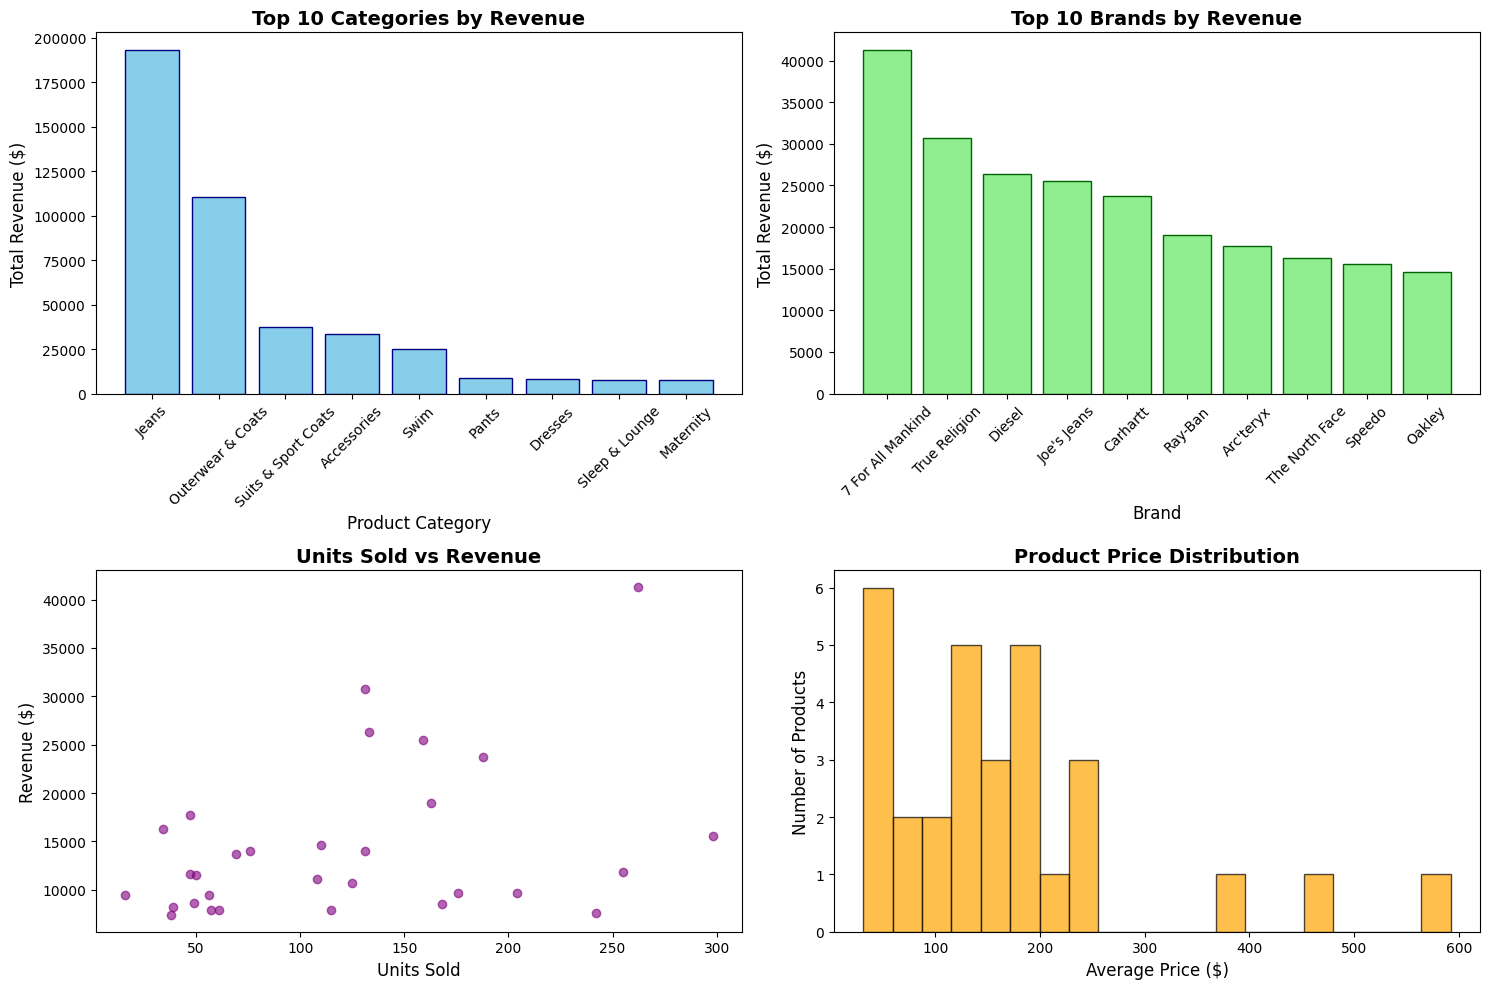 Top 10 Categories by Revenue
Total Revenue ($)
200000
175000
150000
125000
100000
75000
50000
25000
0
Jeans
Outerwear & Coats
Suits & Sport Coats
Accessories
Swim
Pants
Dresses
Sleep & Lounge
Maternity
Product Category
Top 10 Brands by Revenue
Total Revenue ($)
40000
35000
30000
25000
20000
15000
10000
5000
0
7 For All Mankind
True Religion
Diesel
Joe's Jeans
Carhartt
Ray-Ban
Arc'teryx
The North Face
Speedo
Oakley
Brand
Units Sold vs Revenue
Revenue ($)
40000
35000
30000
25000
20000
15000
10000
50
100
150
200
250
300
Units Sold
Product Price Distribution
Number of Products
6
5
4
3
2
1
0
100
200
300
400
500
600
Average Price ($)